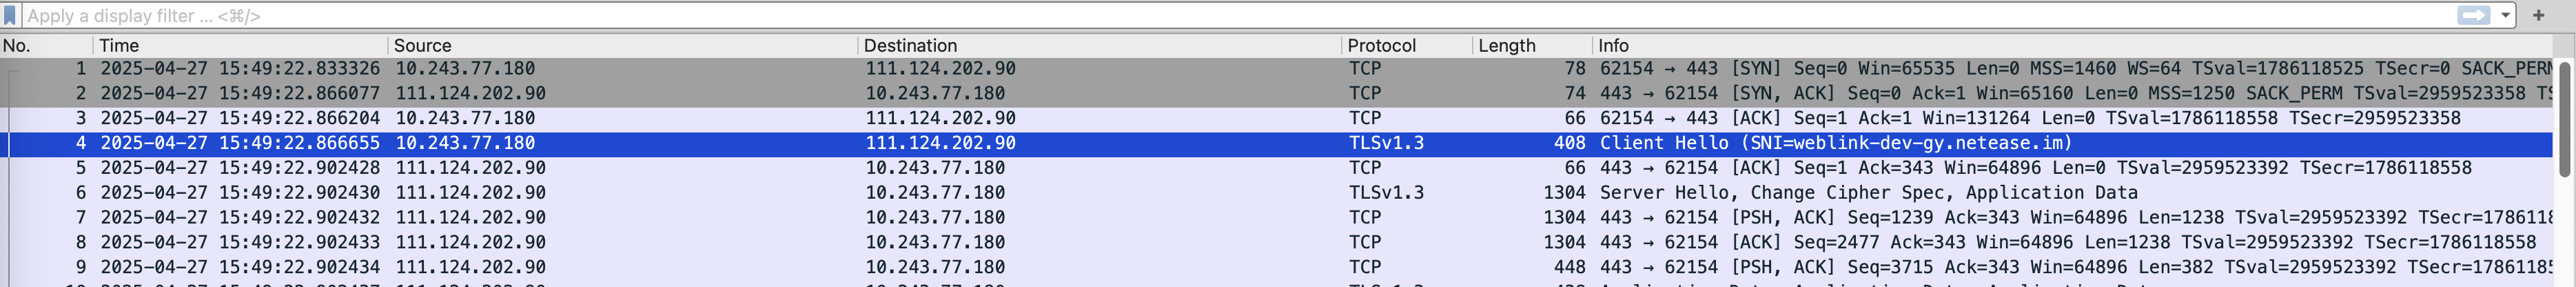 Apply a display filter ... <⌘/>
No. Time Source Destination Protocol Length Info
1 2025-04-27 15:49:22.833326 10.243.77.180 111.124.202.90 TCP 78 62154 → 443 [SYN] Seq=0 Win=65535 Len=0 MSS=1460 WS=64 TSval=1786118525 TSecr=0 SACK_PERM
2 2025-04-27 15:49:22.866077 111.124.202.90 10.243.77.180 TCP 74 443 → 62154 [SYN, ACK] Seq=0 Ack=1 Win=65160 Len=0 MSS=1250 SACK_PERM TSval=2959523358 TS
3 2025-04-27 15:49:22.866204 10.243.77.180 111.124.202.90 TCP 66 62154 → 443 [ACK] Seq=1 Ack=1 Win=131264 Len=0 TSval=1786118558 TSecr=2959523358
4 2025-04-27 15:49:22.866655 10.243.77.180 111.124.202.90 TLSv1.3 408 Client Hello (SNI=weblink-dev-gy.netease.im)
5 2025-04-27 15:49:22.902428 111.124.202.90 10.243.77.180 TCP 66 443 → 62154 [ACK] Seq=1 Ack=343 Win=64896 Len=0 TSval=2959523392 TSecr=1786118558
6 2025-04-27 15:49:22.902430 111.124.202.90 10.243.77.180 TLSv1.3 1304 Server Hello, Change Cipher Spec, Application Data
7 2025-04-27 15:49:22.902432 111.124.202.90 10.243.77.180 TCP 1304 443 → 62154 [PSH, ACK] Seq=1239 Ack=343 Win=64896 Len=1238 TSval=2959523392 TSecr=1786118
8 2025-04-27 15:49:22.902433 111.124.202.90 10.243.77.180 TCP 1304 443 → 62154 [ACK] Seq=2477 Ack=343 Win=64896 Len=1238 TSval=2959523392 TSecr=1786118558
9 2025-04-27 15:49:22.902434 111.124.202.90 10.243.77.180 TCP 448 443 → 62154 [PSH, ACK] Seq=3715 Ack=343 Win=64896 Len=382 TSval=2959523392 TSecr=17861185